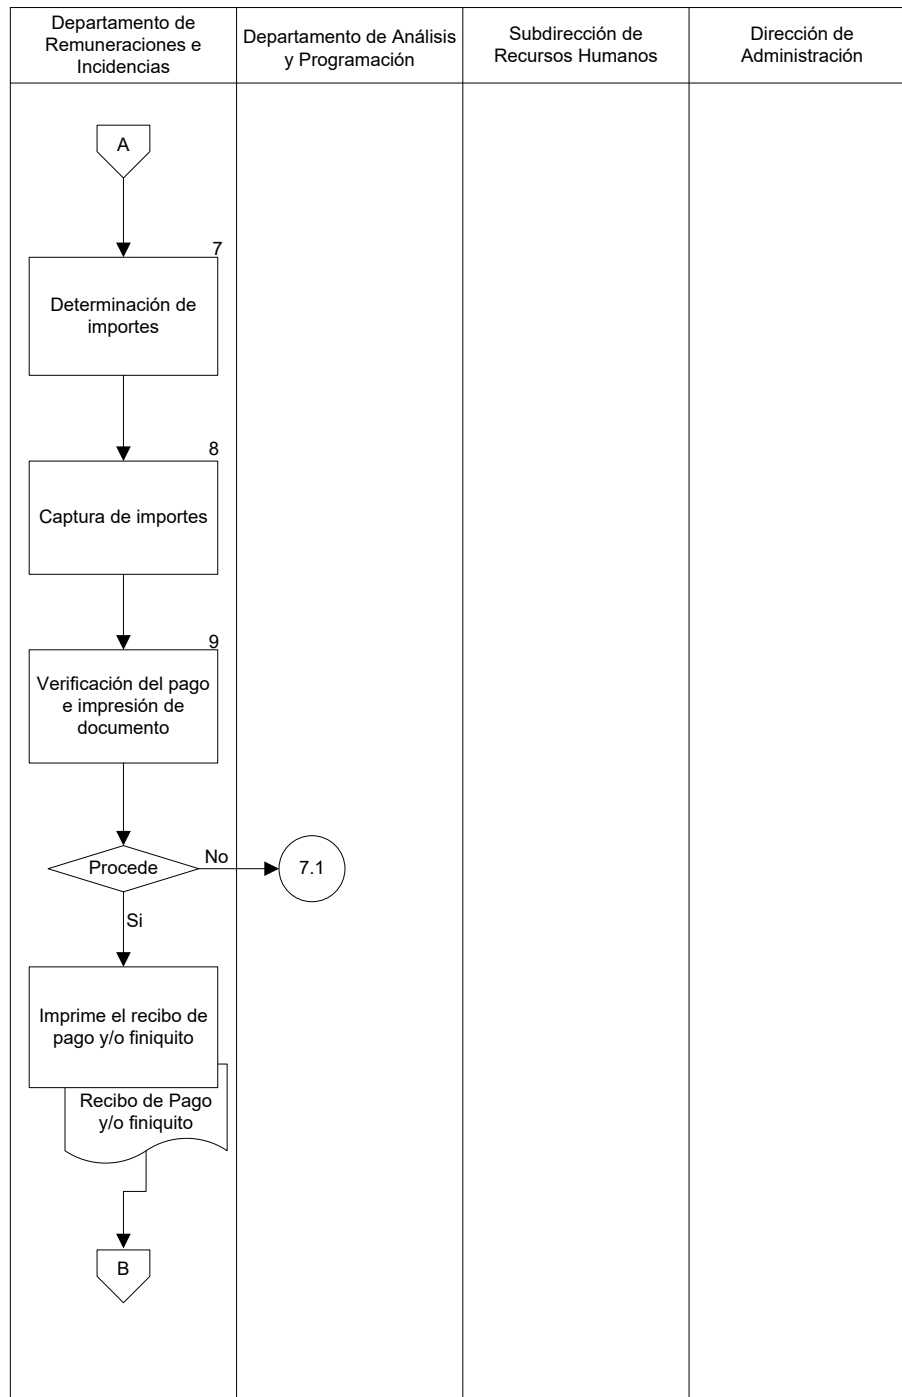 Departamento de
Remuneraciones e
Incidencias
Departamento de Análisis
y Programación
Subdirección de
Recursos Humanos
Dirección de
Administración
A
7
Determinación de
importes
8
Captura de importes
9
Verificación del pago
e impresión de
documento
Procede
No
7.1
Si
Imprime el recibo de
pago y/o finiquito
Recibo de Pago
y/o finiquito
B